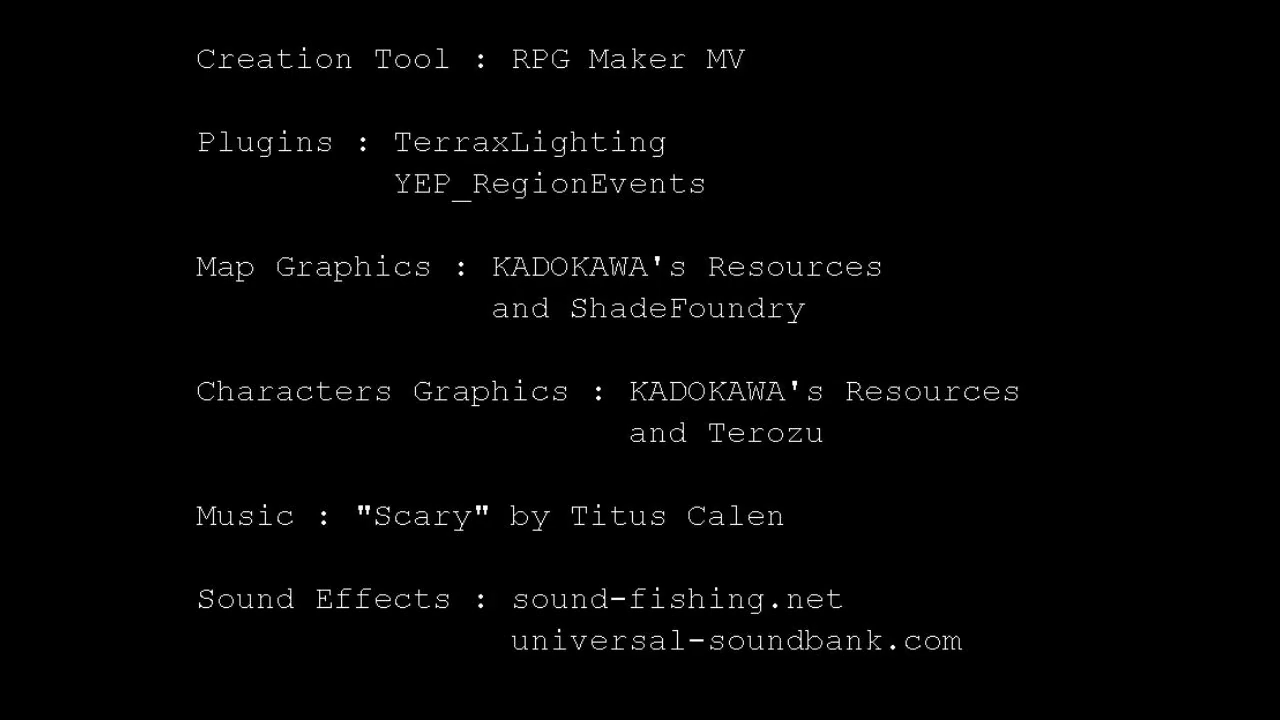 Creation Tool : RPG Maker MV
Plugins : TerraxLighting
YEP_RegionEvents
Map Graphics : KADOKAWA's Resources
and ShadeFoundry
Characters Graphics : KADOKAWA's Resources
and Terozu
Music : "Scary" by Titus Calen
Sound Effects : sound-fishing.net
universal-soundbank.com